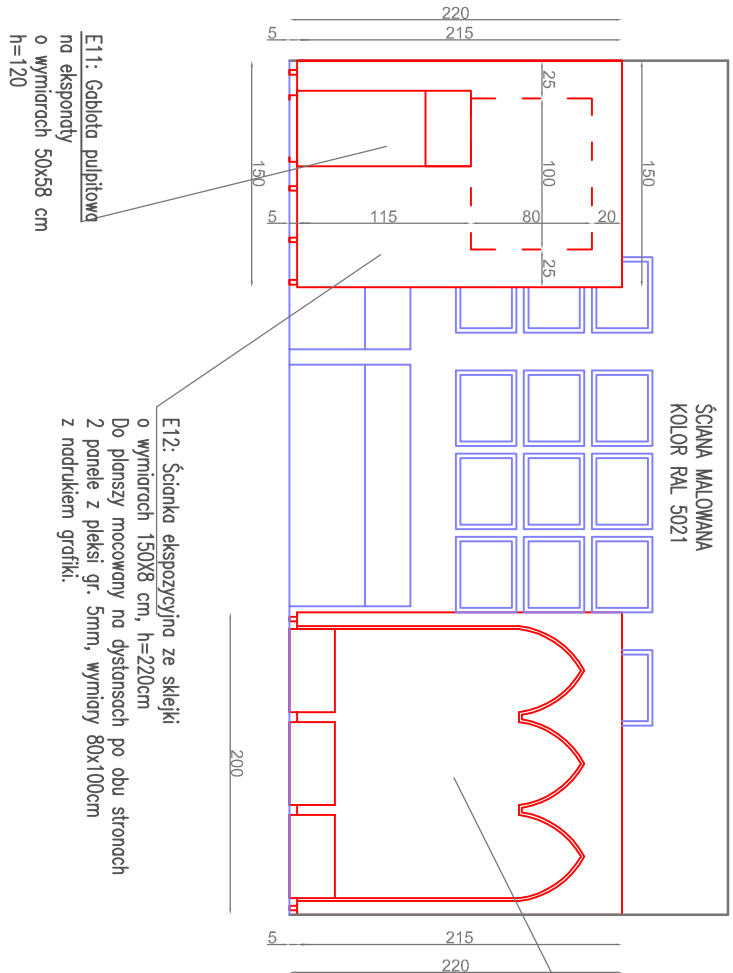 ŚCIANA MALOWANA
KOLOR RAL 5021
220
215
5
25
100
25
150
150
5
115
80
20
E11: Gablota pulpitowa
na eksponaty
o wymiarach 50x58 cm
h=120
E12: Ścianka ekspozycyjna ze sklejki
o wymiarach 150X8 cm, h=220cm
Do planszy mocowany na dystansach po obu stronach
2 panele z pleksi gr. 5mm, wymiary 80x100cm
z nadrukiem grafiki.
200
5
215
220